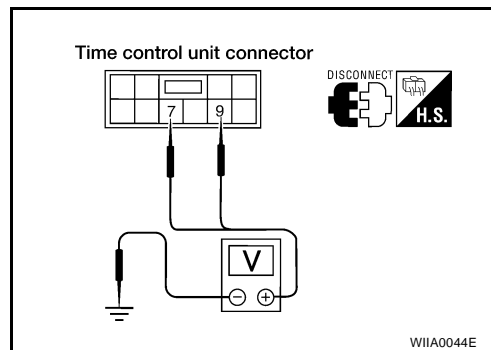 Time control unit connector
DISCONNECT
H.S.
7 9
V
− +
WIIA0044E